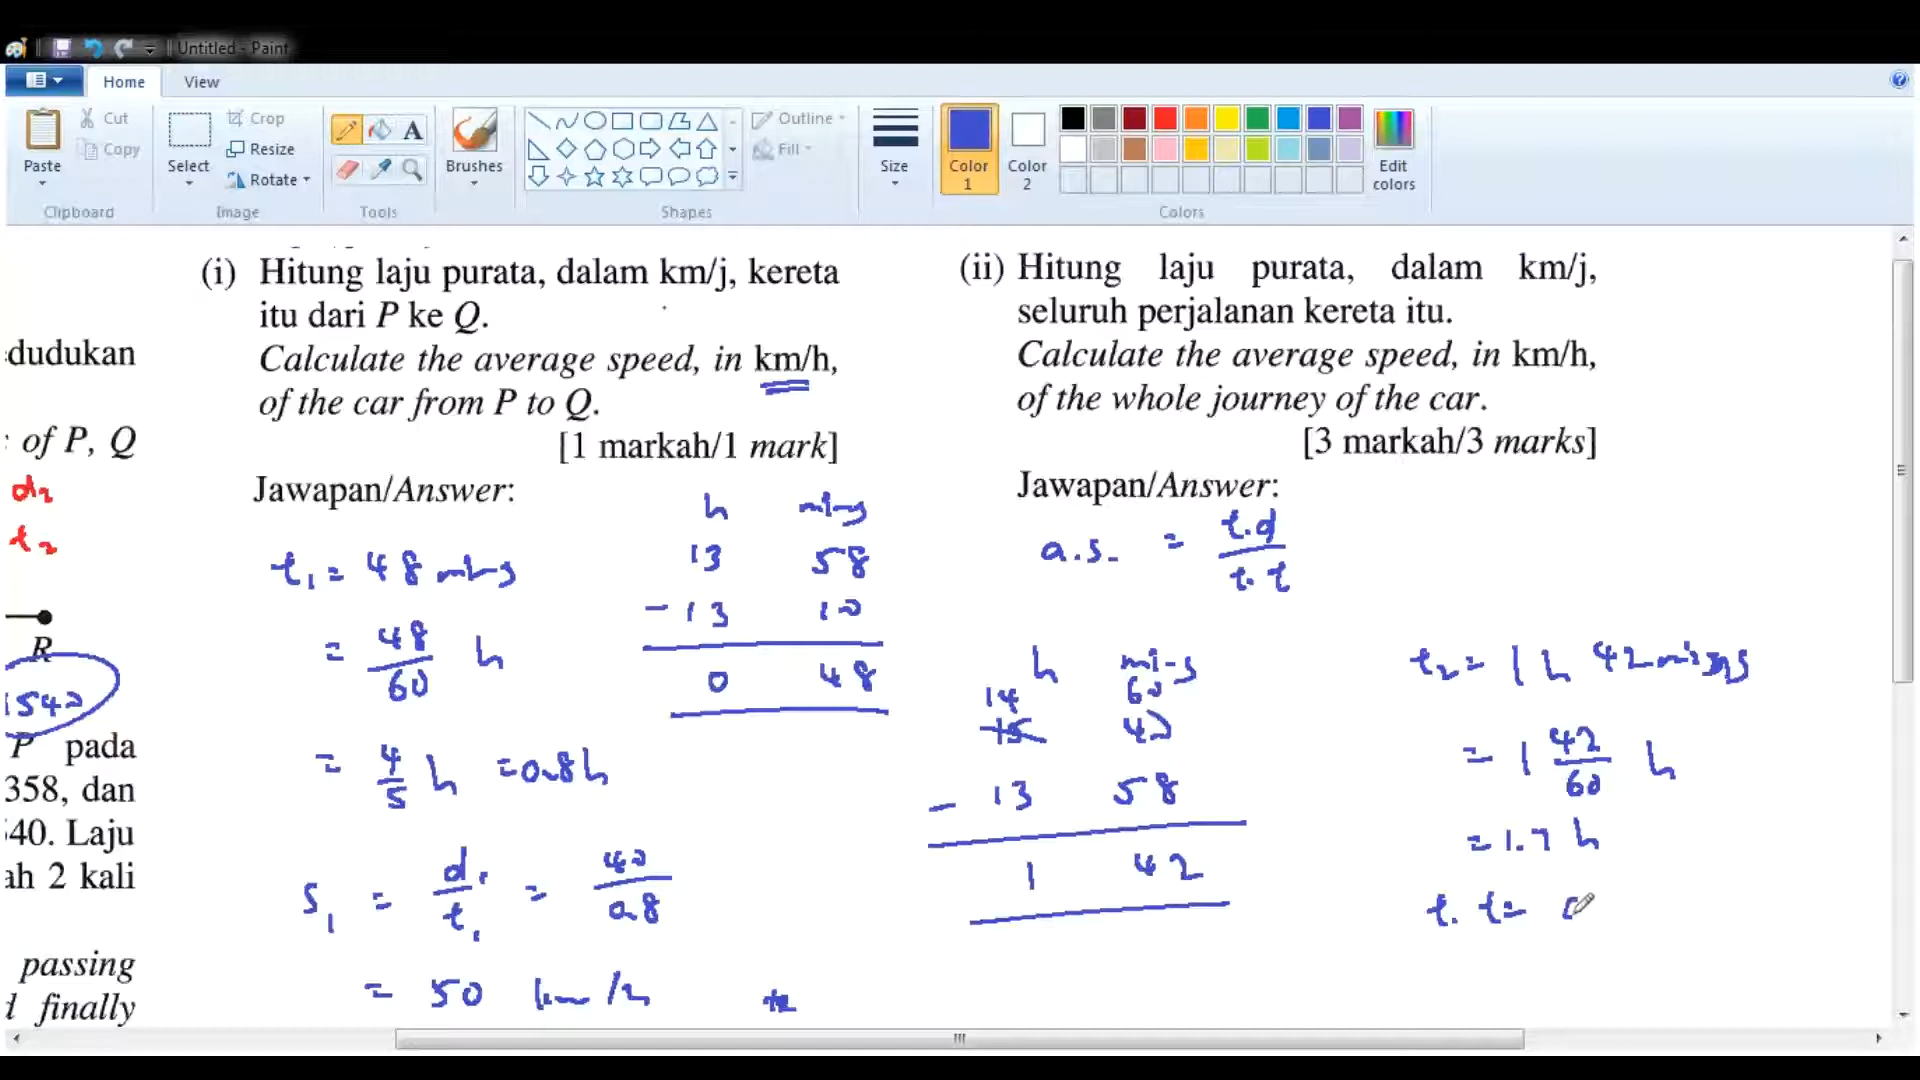 Untitled - Paint
Home View
Paste
Cut
Copy
Clipboard
Select
Crop
Resize
Rotate
Image
A
Tools
Brushes
Shapes
Outline
Fill
Size
Color 1
Color 2
Edit colors
Colors
dudukan
of P, Q
d2
t2
R
1540
P pada
358, dan
40. Laju
ah 2 kali
passing
finally
(i) Hitung laju purata, dalam km/j, kereta
itu dari P ke Q.
Calculate the average speed, in km/h,
of the car from P to Q.
[1 markah/1 mark]
Jawapan/Answer:
t1 = 48 mins
= 48/60 h
= 4/5 h = 0.8h
S1 = d1/t1 = 40/0.8
= 50 km/h
h mins
13 58
- 13 10
0 48
(ii) Hitung laju purata, dalam km/j,
seluruh perjalanan kereta itu.
Calculate the average speed, in km/h,
of the whole journey of the car.
[3 markah/3 marks]
Jawapan/Answer:
a.s. = t.d/t.t
h mins
14 60
15 40
- 13 58
1 42
t2 = 1 h 42 mins
= 1 42/60 h
= 1.7 h
t. t =